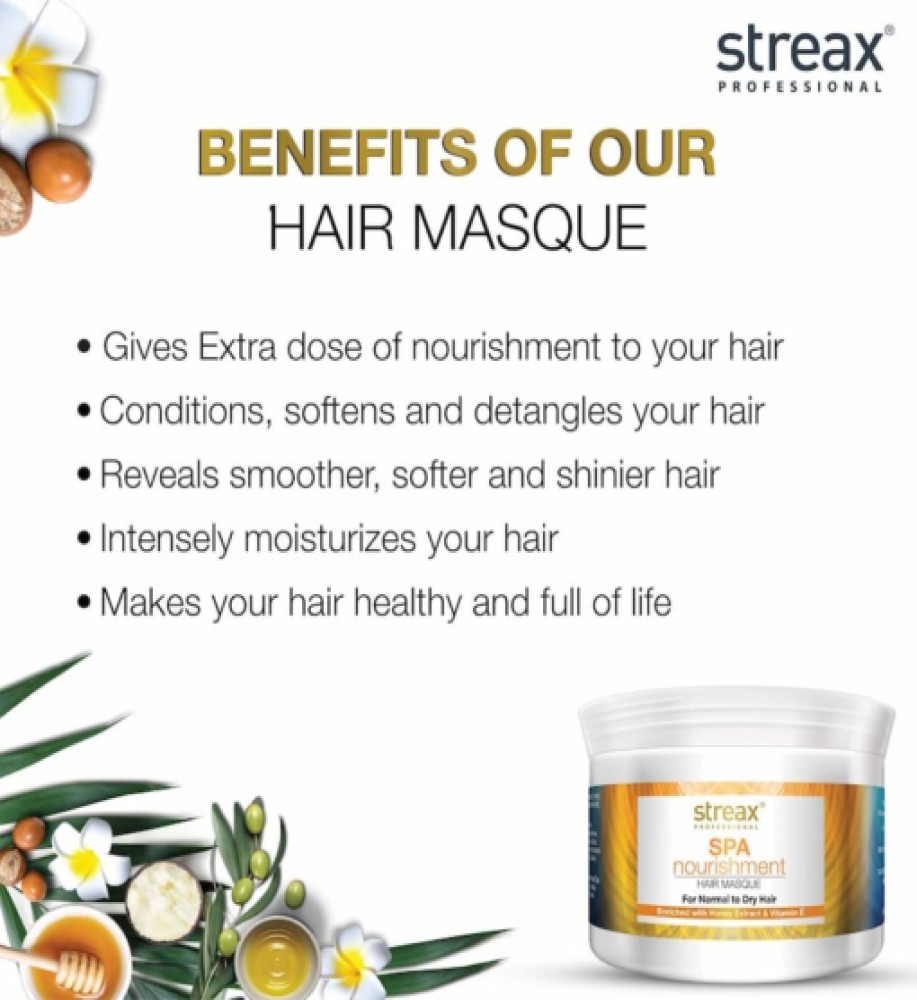 streax®
PROFESSIONAL
BENEFITS OF OUR
HAIR MASQUE
• Gives Extra dose of nourishment to your hair
• Conditions, softens and detangles your hair
• Reveals smoother, softer and shinier hair
• Intensely moisturizes your hair
• Makes your hair healthy and full of life
streax®
PROFESSIONAL
SPA
nourishment
HAIR MASQUE
For Normal to Dry Hair
Enriched with Honey Extract & Vitamin E